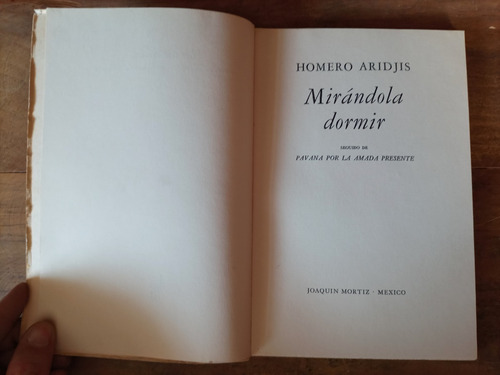 HOMERO ARIDJIS
Mirándola
dormir
SEGUIDO DE
PAVANA POR LA AMADA PRESENTE
JOAQUIN MORTIZ · MEXICO